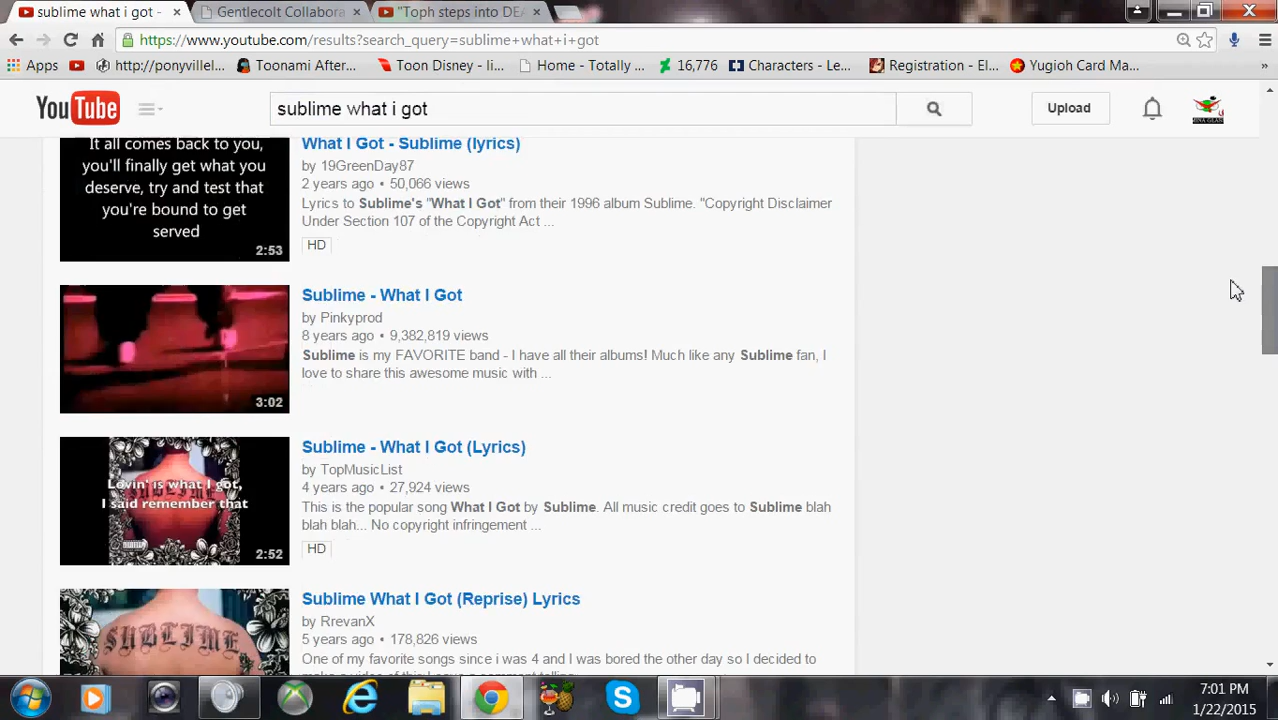 sublime what i got -
Gentlecolt Collabora
"Toph steps into DEA
https://www.youtube.com/results?search_query=sublime+what+i+got
Apps
http://ponyvillel...
Toonami After...
Toon Disney - li...
Home - Totally ...
16,776
Characters - Le...
Registration - El...
Yugioh Card Ma...
»
YouTube
sublime what i got
Upload
It all comes back to you,
you'll finally get what you
deserve, try and test that
you're bound to get
served
2:53
What I Got - Sublime (lyrics)
by 19GreenDay87
2 years ago • 50,066 views
Lyrics to Sublime's "What I Got" from their 1996 album Sublime. "Copyright Disclaimer
Under Section 107 of the Copyright Act ...
HD
3:02
Sublime - What I Got
by Pinkyprod
8 years ago • 9,382,819 views
Sublime is my FAVORITE band - I have all their albums! Much like any Sublime fan, I
love to share this awesome music with ...
Lovin' is what I got,
I said remember that
2:52
Sublime - What I Got (Lyrics)
by TopMusicList
4 years ago • 27,924 views
This is the popular song What I Got by Sublime. All music credit goes to Sublime blah
blah blah... No copyright infringement ...
HD
SUBLIME
Sublime What I Got (Reprise) Lyrics
by RrevanX
5 years ago • 178,826 views
One of my favorite songs since i was 4 and I was bored the other day so I decided to
7:01 PM
1/22/2015